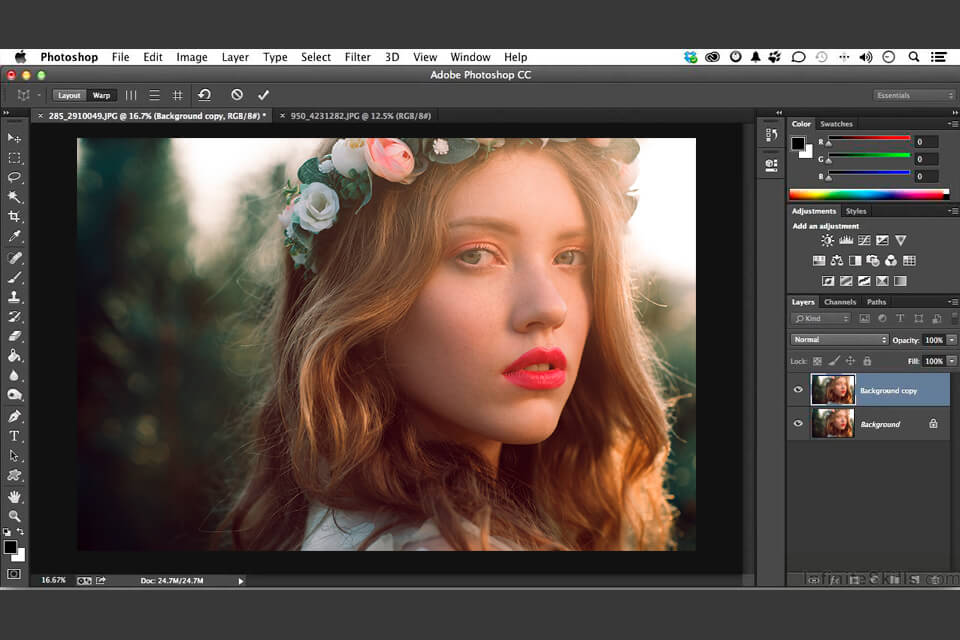 Photoshop File Edit Image Layer Type Select Filter 3D View Window Help
Adobe Photoshop CC
Layout Warp Essentials
285_2910049.JPG @ 16.7% (Background copy, RGB/8#) * 950_4231282.JPG @ 12.5% (RGB/8#)
Color Swatches
R 0
G 0
B 0
Adjustments Styles
Add an adjustment
Layers Channels Paths
Kind
Normal Opacity: 100%
Lock: Fill: 100%
Background copy
Background
16.67% Doc: 24.7M/24.7M
InfiniteSkills.com